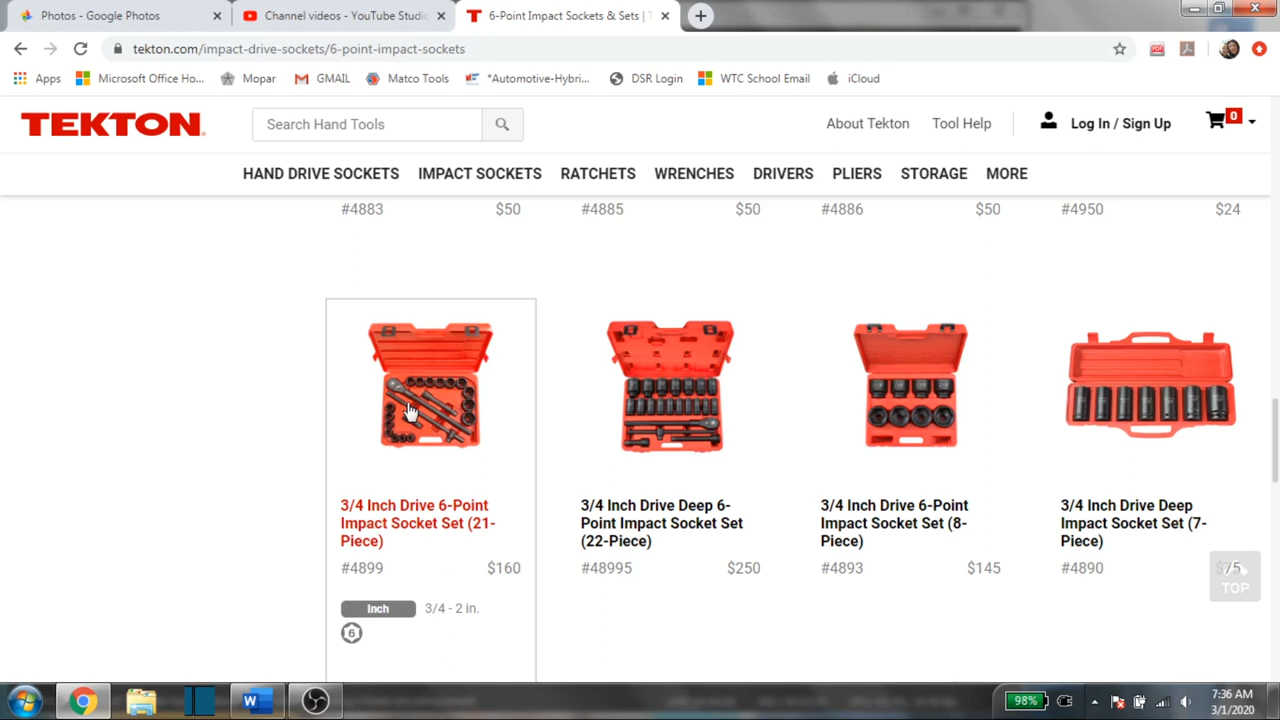 Photos - Google Photos
Channel videos - YouTube Studio
6-Point Impact Sockets & Sets | T
tekton.com/impact-drive-sockets/6-point-impact-sockets
Apps
Microsoft Office Ho...
Mopar
GMAIL
Matco Tools
*Automotive-Hybri...
DSR Login
WTC School Email
iCloud
TEKTON
Search Hand Tools
About Tekton
Tool Help
Log In / Sign Up
0
HAND DRIVE SOCKETS
IMPACT SOCKETS
RATCHETS
WRENCHES
DRIVERS
PLIERS
STORAGE
MORE
#4883 $50
#4885 $50
#4886 $50
#4950 $24
3/4 Inch Drive 6-Point
Impact Socket Set (21-
Piece)
#4899 $160
Inch 3/4 - 2 in.
6
3/4 Inch Drive Deep 6-
Point Impact Socket Set
(22-Piece)
#48995 $250
3/4 Inch Drive 6-Point
Impact Socket Set (8-
Piece)
#4893 $145
3/4 Inch Drive Deep
Impact Socket Set (7-
Piece)
#4890
TOP
98%
7:36 AM
3/1/2020